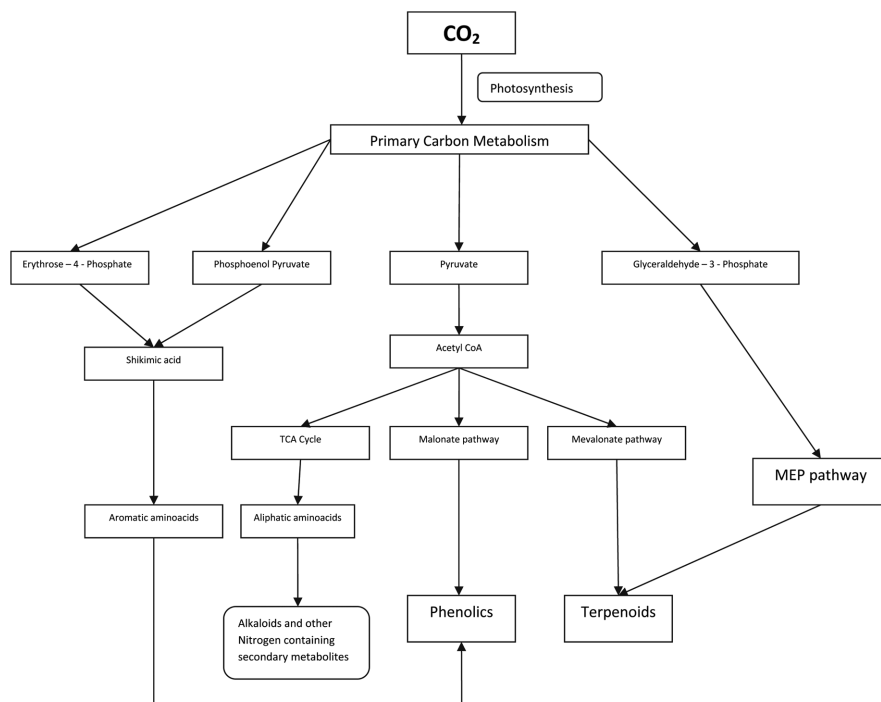 CO₂
Photosynthesis
Primary Carbon Metabolism
Erythrose – 4 - Phosphate
Phosphoenol Pyruvate
Pyruvate
Glyceraldehyde – 3 - Phosphate
Shikimic acid
Acetyl CoA
TCA Cycle
Malonate pathway
Mevalonate pathway
MEP pathway
Aromatic aminoacids
Aliphatic aminoacids
Alkaloids and other
Nitrogen containing
secondary metabolites
Phenolics
Terpenoids